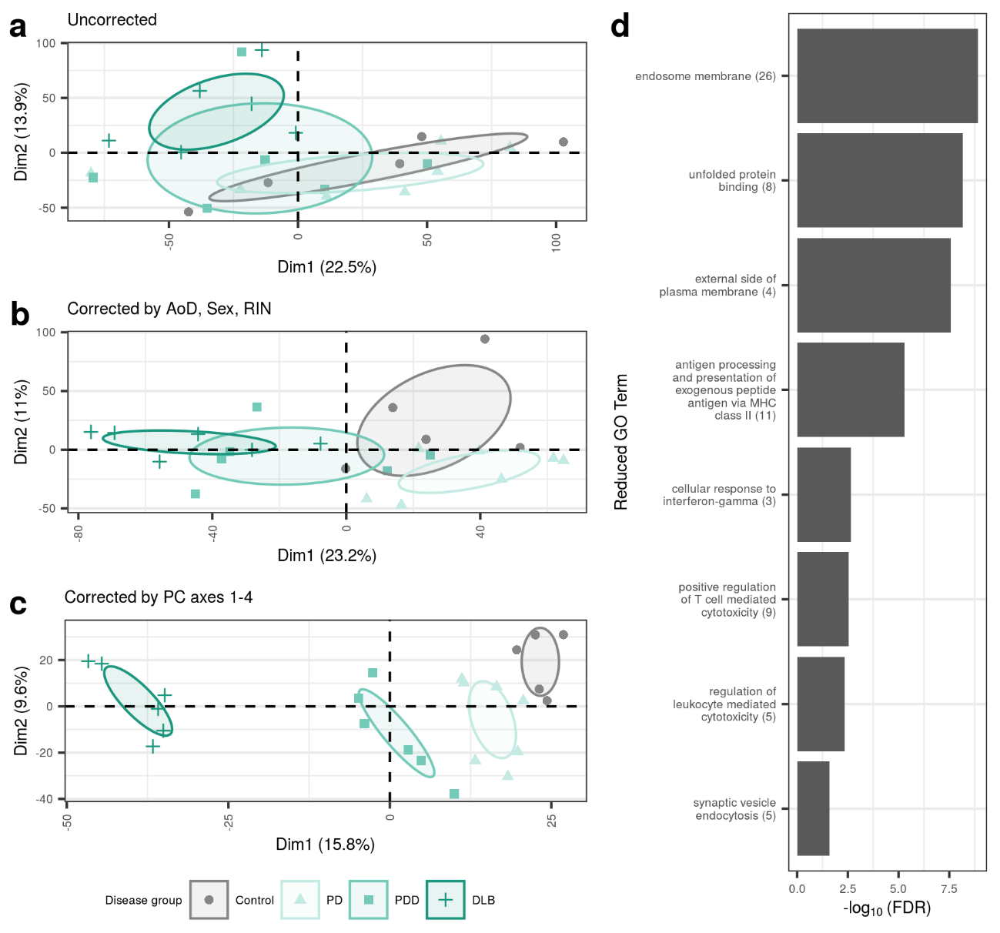 a
Uncorrected
100
50
0
-50
Dim2 (13.9%)
-50
0
50
100
Dim1 (22.5%)
b
Corrected by AoD, Sex, RIN
100
50
0
-50
Dim2 (11%)
-80
-40
0
40
Dim1 (23.2%)
c
Corrected by PC axes 1-4
20
0
-20
-40
Dim2 (9.6%)
-50
-25
0
25
Dim1 (15.8%)
Disease group
Control
PD
PDD
DLB
d
Reduced GO Term
endosome membrane (26)
unfolded protein
binding (8)
external side of
plasma membrane (4)
antigen processing
and presentation of
exogenous peptide
antigen via MHC
class II (11)
cellular response to
interferon-gamma (3)
positive regulation
of T cell mediated
cytotoxicity (9)
regulation of
leukocyte mediated
cytotoxicity (5)
synaptic vesicle
endocytosis (5)
0.0
2.5
5.0
7.5
-log₁₀ (FDR)